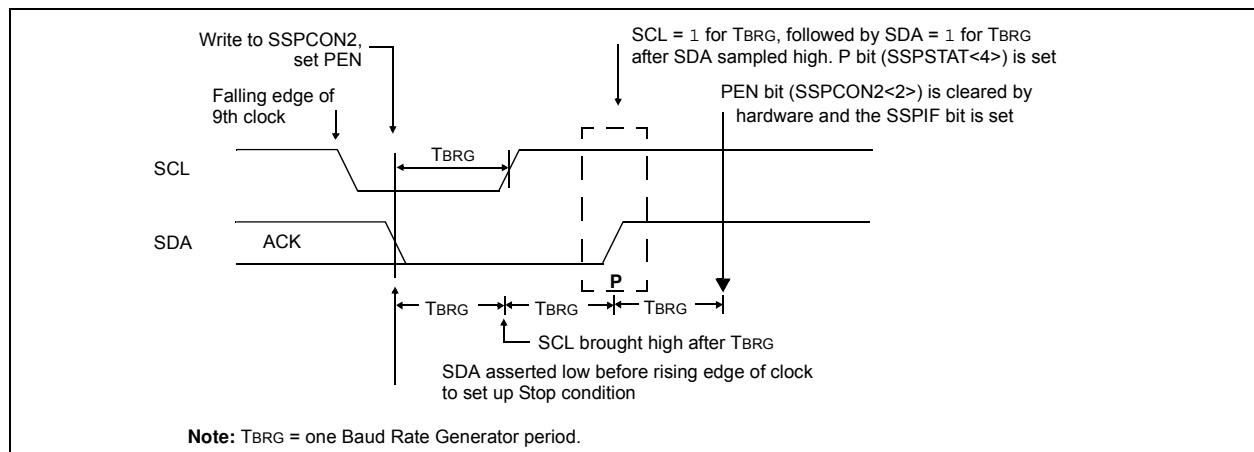 Write to SSPCON2,
set PEN
SCL = 1 for TBRG, followed by SDA = 1 for TBRG
after SDA sampled high. P bit (SSPSTAT<4>) is set
PEN bit (SSPCON2<2>) is cleared by
hardware and the SSPIF bit is set
Falling edge of
9th clock
TBRG
SCL
SDA
ACK
P
TBRG
TBRG
TBRG
SCL brought high after TBRG
SDA asserted low before rising edge of clock
to set up Stop condition
Note: TBRG = one Baud Rate Generator period.